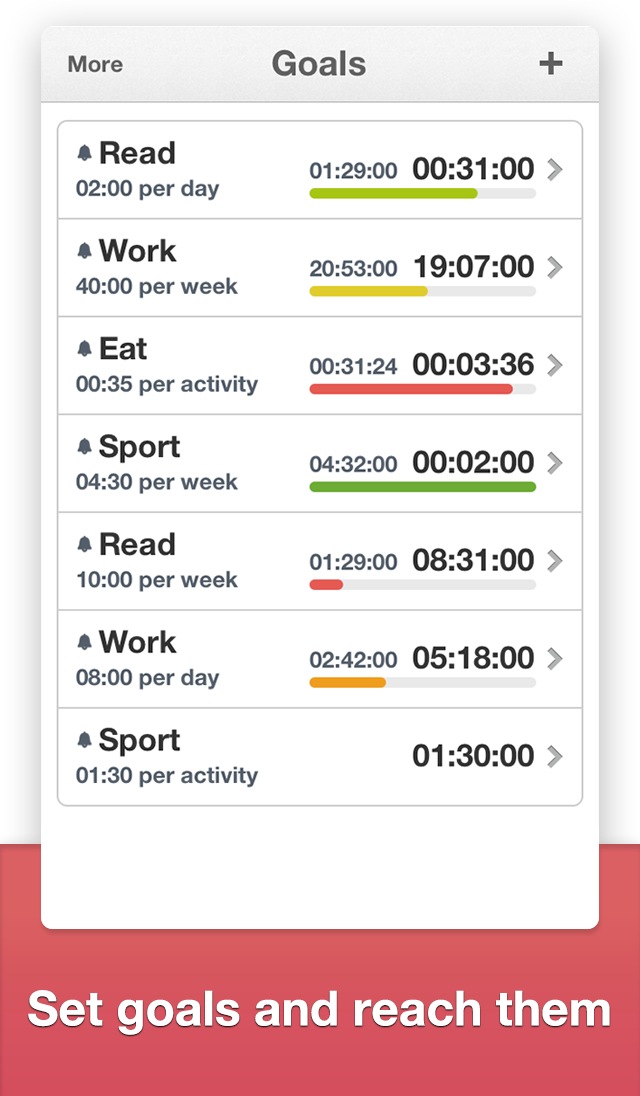 More Goals +
Read
02:00 per day
01:29:00 00:31:00
Work
40:00 per week
20:53:00 19:07:00
Eat
00:35 per activity
00:31:24 00:03:36
Sport
04:30 per week
04:32:00 00:02:00
Read
10:00 per week
01:29:00 08:31:00
Work
08:00 per day
02:42:00 05:18:00
Sport
01:30 per activity
01:30:00
Set goals and reach them